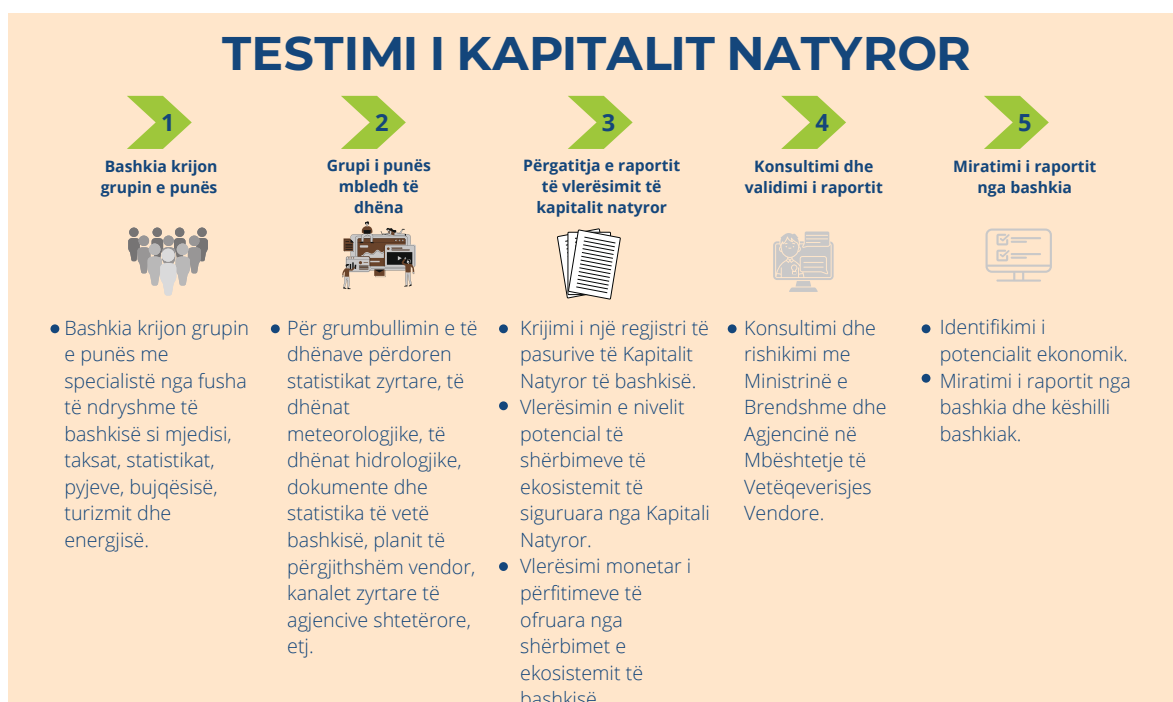 TESTIMI I KAPITALIT NATYROR
1
Bashkia krijon
grupin e punës
Bashkia krijon grupin
e punës me
specialistë nga fusha
të ndryshme të
bashkisë si mjedisi,
taksat, statistikat,
pyjeve, bujqësisë,
turizmit dhe
energjisë.
2
Grupi i punës
mbledh të
dhëna
Për grumbullimin e të
dhënave përdoren
statistikat zyrtare, të
dhënat
meteorologjike, të
dhënat hidrologjike,
dokumente dhe
statistika të vetë
bashkisë, planit të
përgjithshëm vendor,
kanalet zyrtare të
agjencive shtetërore,
etj.
3
Përgatitja e raportit
të vlerësimit të
kapitalit natyror
Krijimi i një regjistri të
pasurive të Kapitalit
Natyror të bashkisë.
Vlerësimin e nivelit
potencial të
shërbimeve të
ekosistemit të
siguruara nga Kapitali
Natyror.
Vlerësimi monetar i
përfitimeve të
ofruara nga
shërbimet e
ekosistemit të
bashkisë
4
Konsultimi dhe
validimi i raportit
Konsultimi dhe
rishikimi me
Ministrinë e
Brendshme dhe
Agjencinë në
Mbështetje të
Vetëqeverisjes
Vendore.
5
Miratimi i raportit
nga bashkia
Identifikimi i
potencialit ekonomik.
Miratimi i raportit nga
bashkia dhe këshilli
bashkiak.